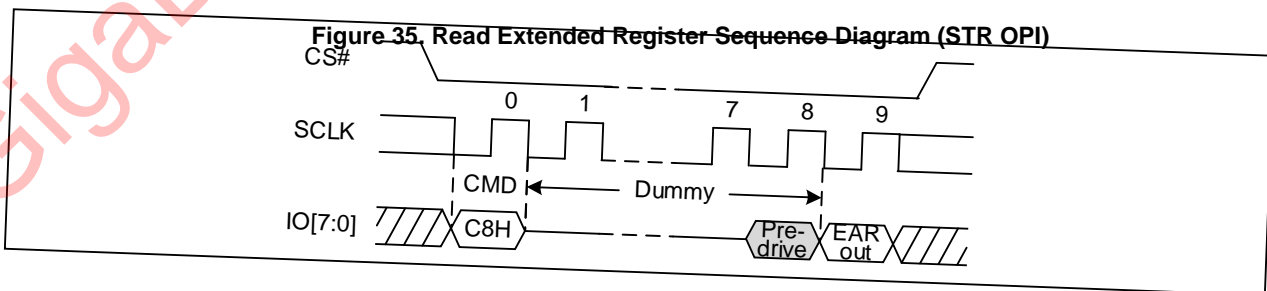 Figure 35. Read Extended Register Sequence Diagram (STR OPI)
CS#
0 1 7 8 9
SCLK
CMD Dummy
IO[7:0] C8H Pre-drive EAR out